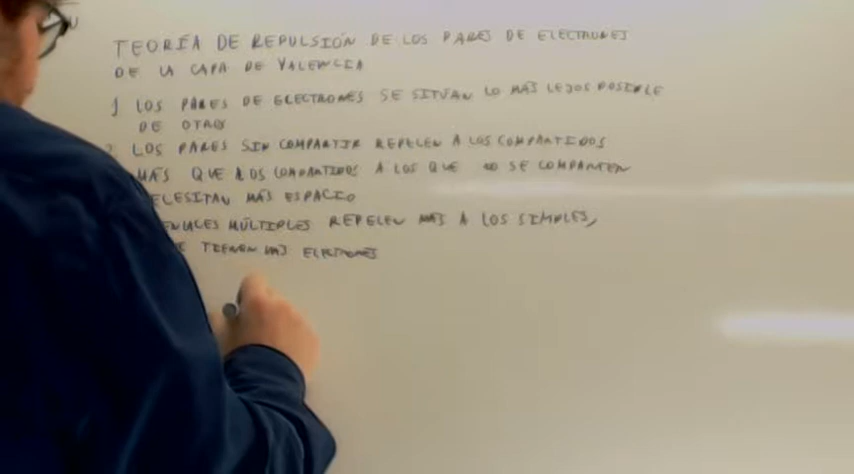 TEORÍA DE REPULSIÓN DE LOS PARES DE ELECTRONES
DE LA CAPA DE VALENCIA
1 LOS PARES DE ELECTRONES SE SITÚAN LO MÁS LEJOS POSIBLE
DE OTROS
2 LOS PARES SIN COMPARTIR REPELEN A LOS COMPARTIDOS
MÁS QUE LOS COMPARTIDOS A LOS QUE NO SE COMPARTEN
ECESITAN MÁS ESPACIO
ENLACES MÚLTIPLES REPELEN MÁS A LOS SIMPLES,
E TIENEN MÁS ELECTRONES